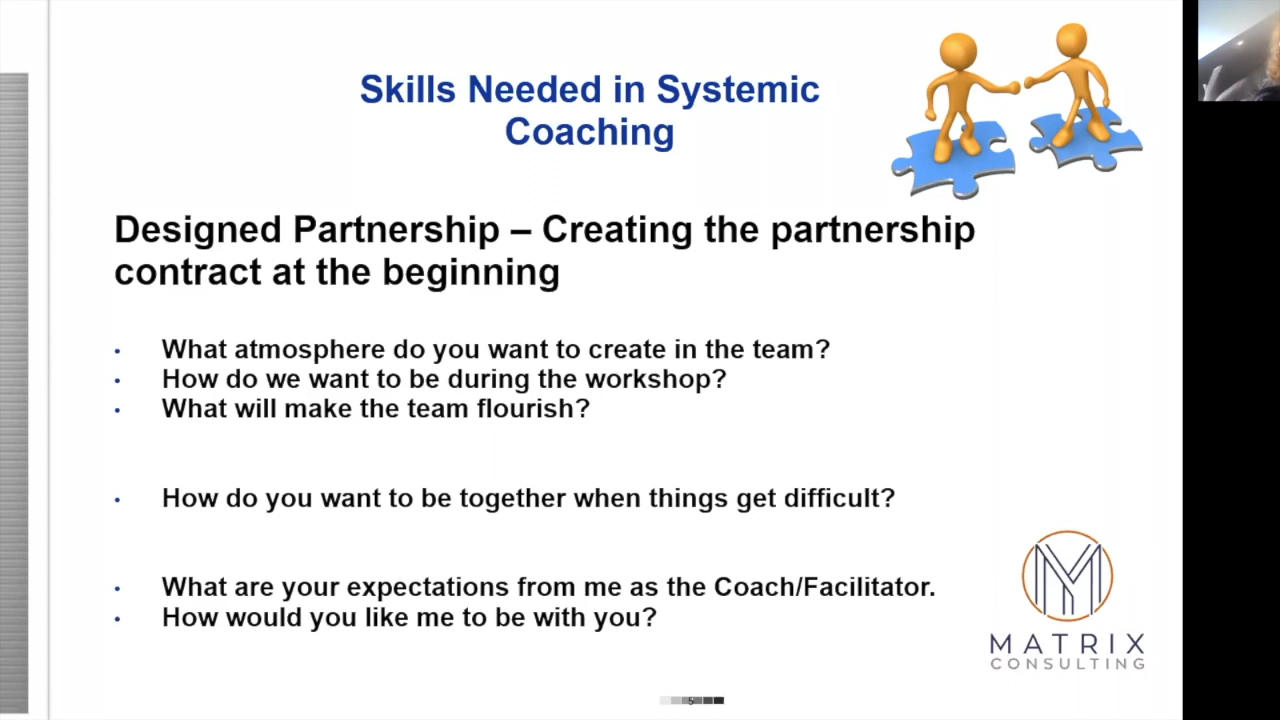 Skills Needed in Systemic
Coaching
Designed Partnership – Creating the partnership
contract at the beginning
• What atmosphere do you want to create in the team?
• How do we want to be during the workshop?
• What will make the team flourish?
• How do you want to be together when things get difficult?
• What are your expectations from me as the Coach/Facilitator.
• How would you like me to be with you?
MATRIX
CONSULTING
5